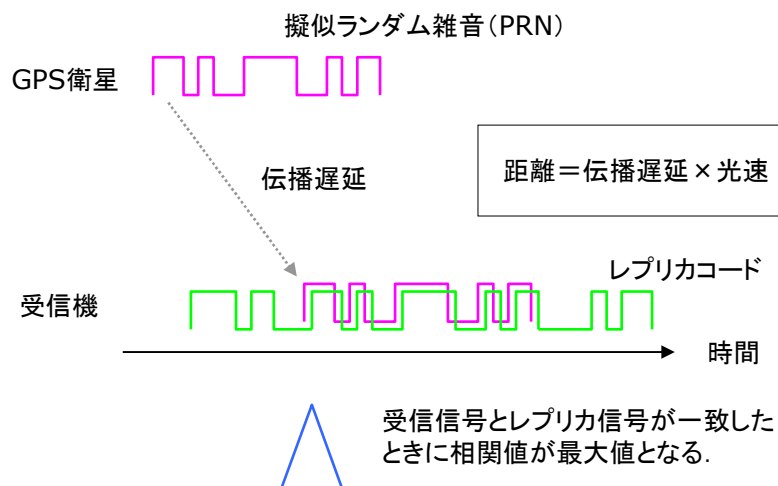 擬似ランダム雑音（PRN）
GPS衛星
伝播遅延
距離＝伝播遅延×光速
レプリカコード
受信機
時間
受信信号とレプリカ信号が一致した
ときに相関値が最大値となる.